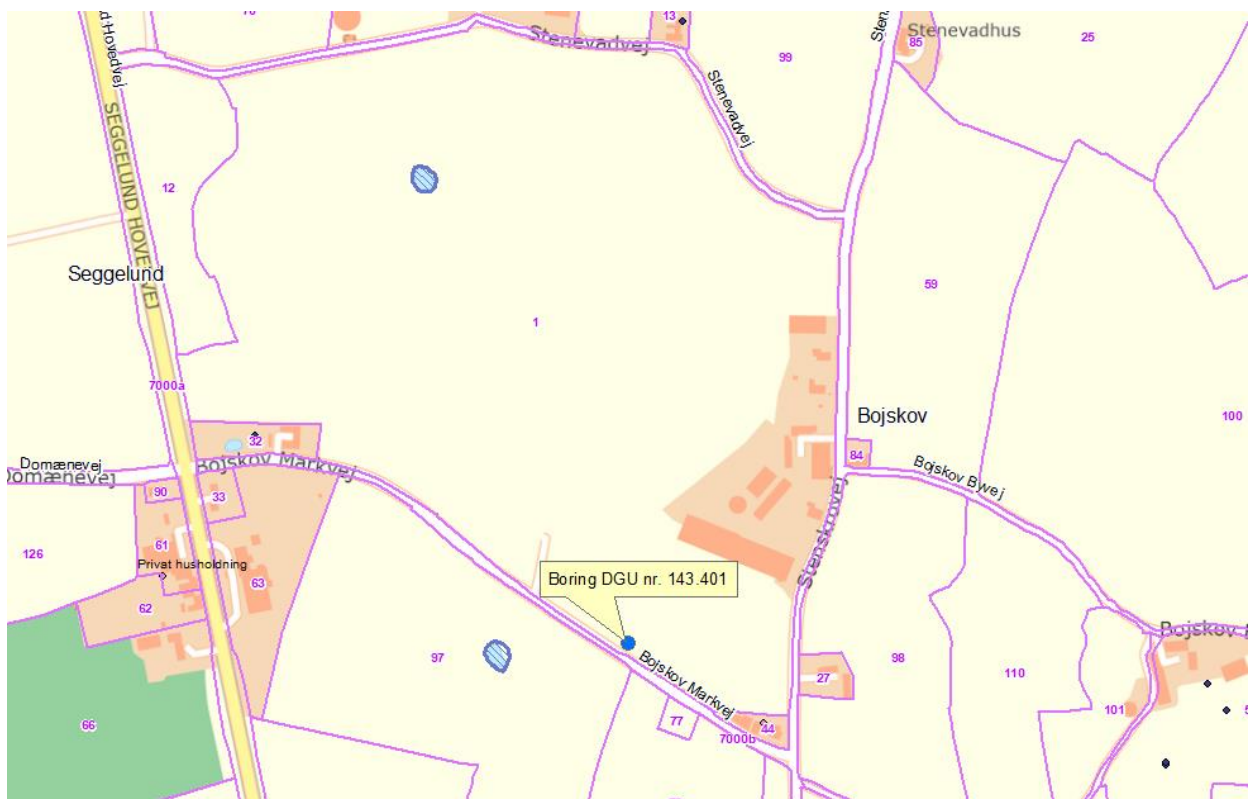 70
13
Stenevadvej
99
Sten
85
Stenevadhus
25
d Hovedvej
SEGGELUND HOVEDVEJ
12
Stenevadvej
Seggelund
59
1
7000a
Bojskov
100
32
Domænevej
Domænevej
Bojskov Markvej
84
Bojskov Byvej
90
33
126
61
Privat husholdning
63
Stenskrovej
62
Boring DGU nr. 143.401
97
Bojskov Markvej
98
110
Bojskov
27
66
77
44
7000b
101
5